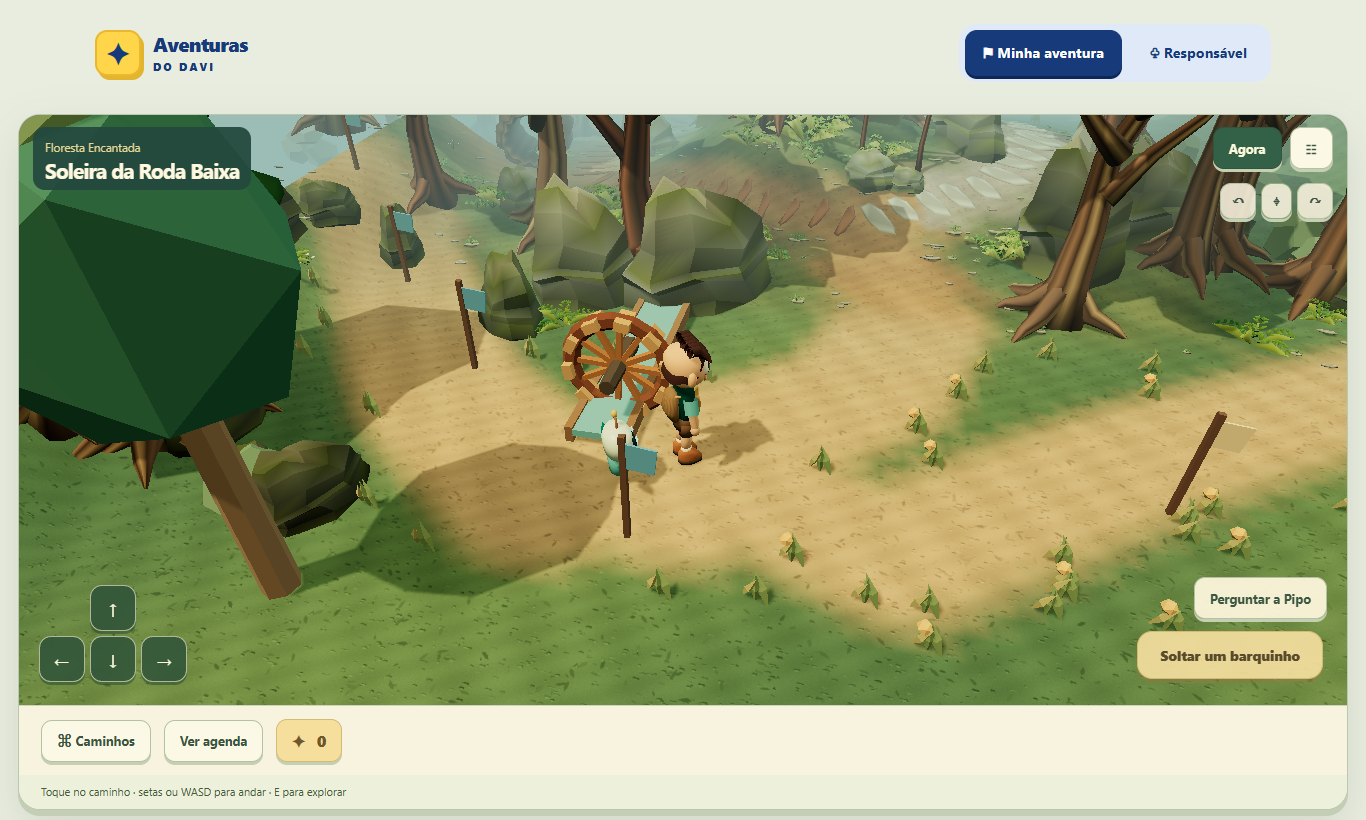 Aventuras
DO DAVI
Minha aventura
Responsável
Floresta Encantada
Soleira da Roda Baixa
Agora
Perguntar a Pipo
Soltar um barquinho
Caminhos
Ver agenda
0
Toque no caminho · setas ou WASD para andar · E para explorar